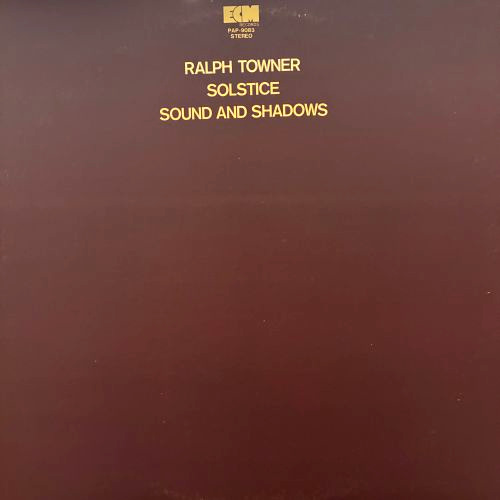 ECM
RECORDS
PAP-9083
STEREO
RALPH TOWNER
SOLSTICE
SOUND AND SHADOWS